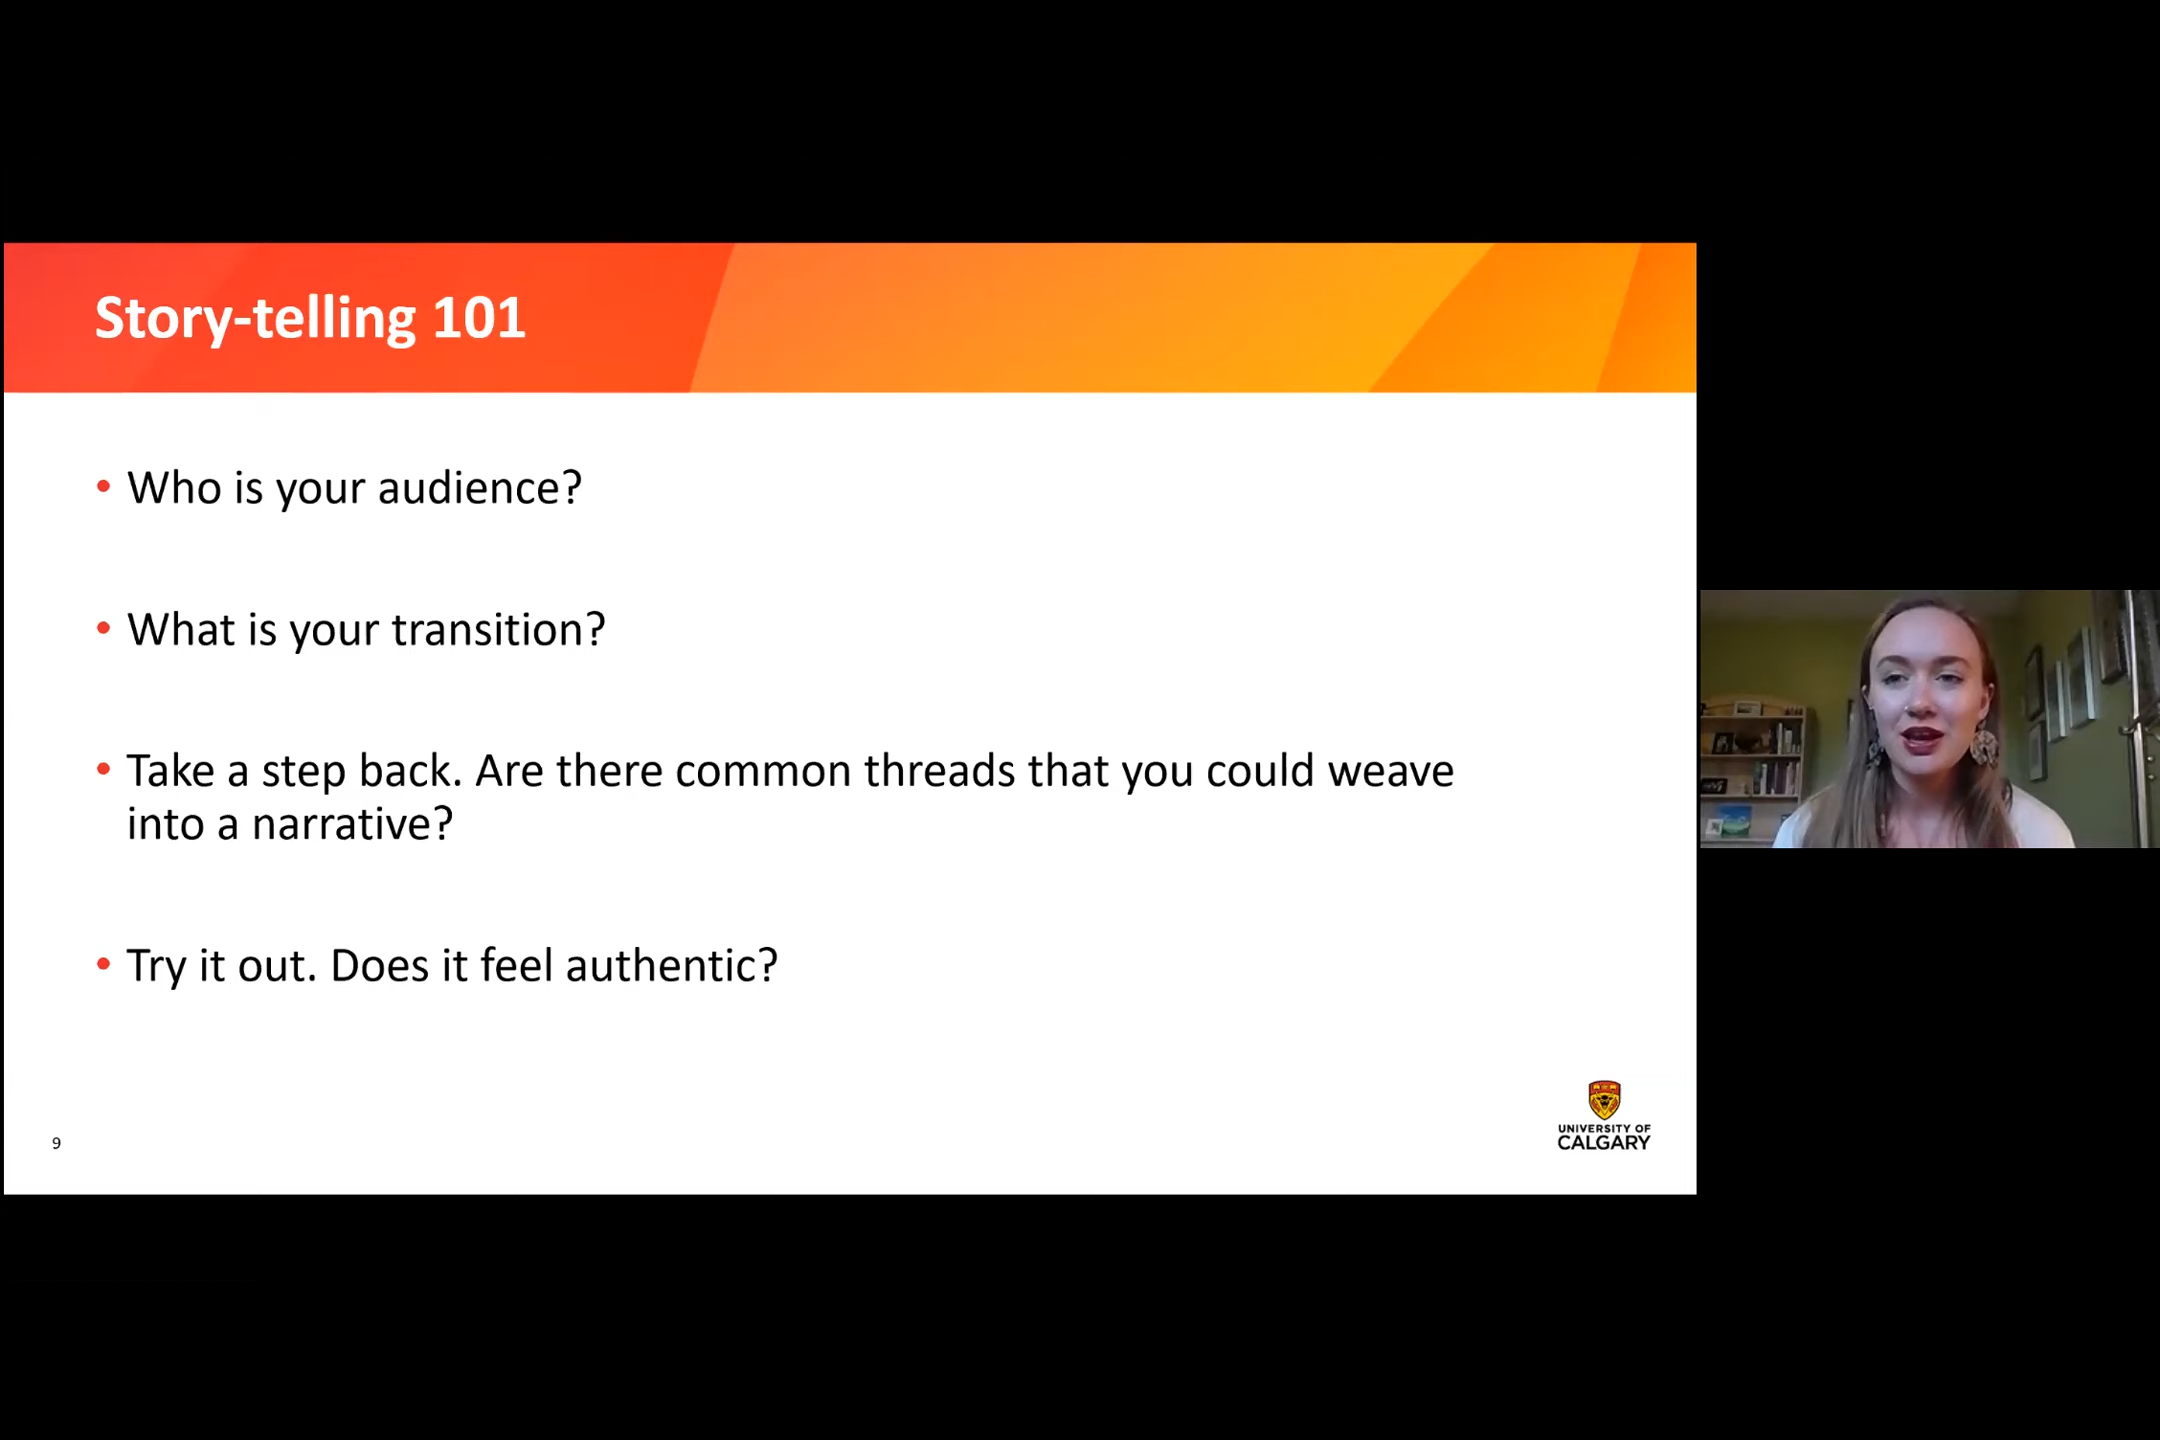 Story-telling 101
• Who is your audience?
• What is your transition?
• Take a step back. Are there common threads that you could weave
into a narrative?
• Try it out. Does it feel authentic?
9
UNIVERSITY OF
CALGARY